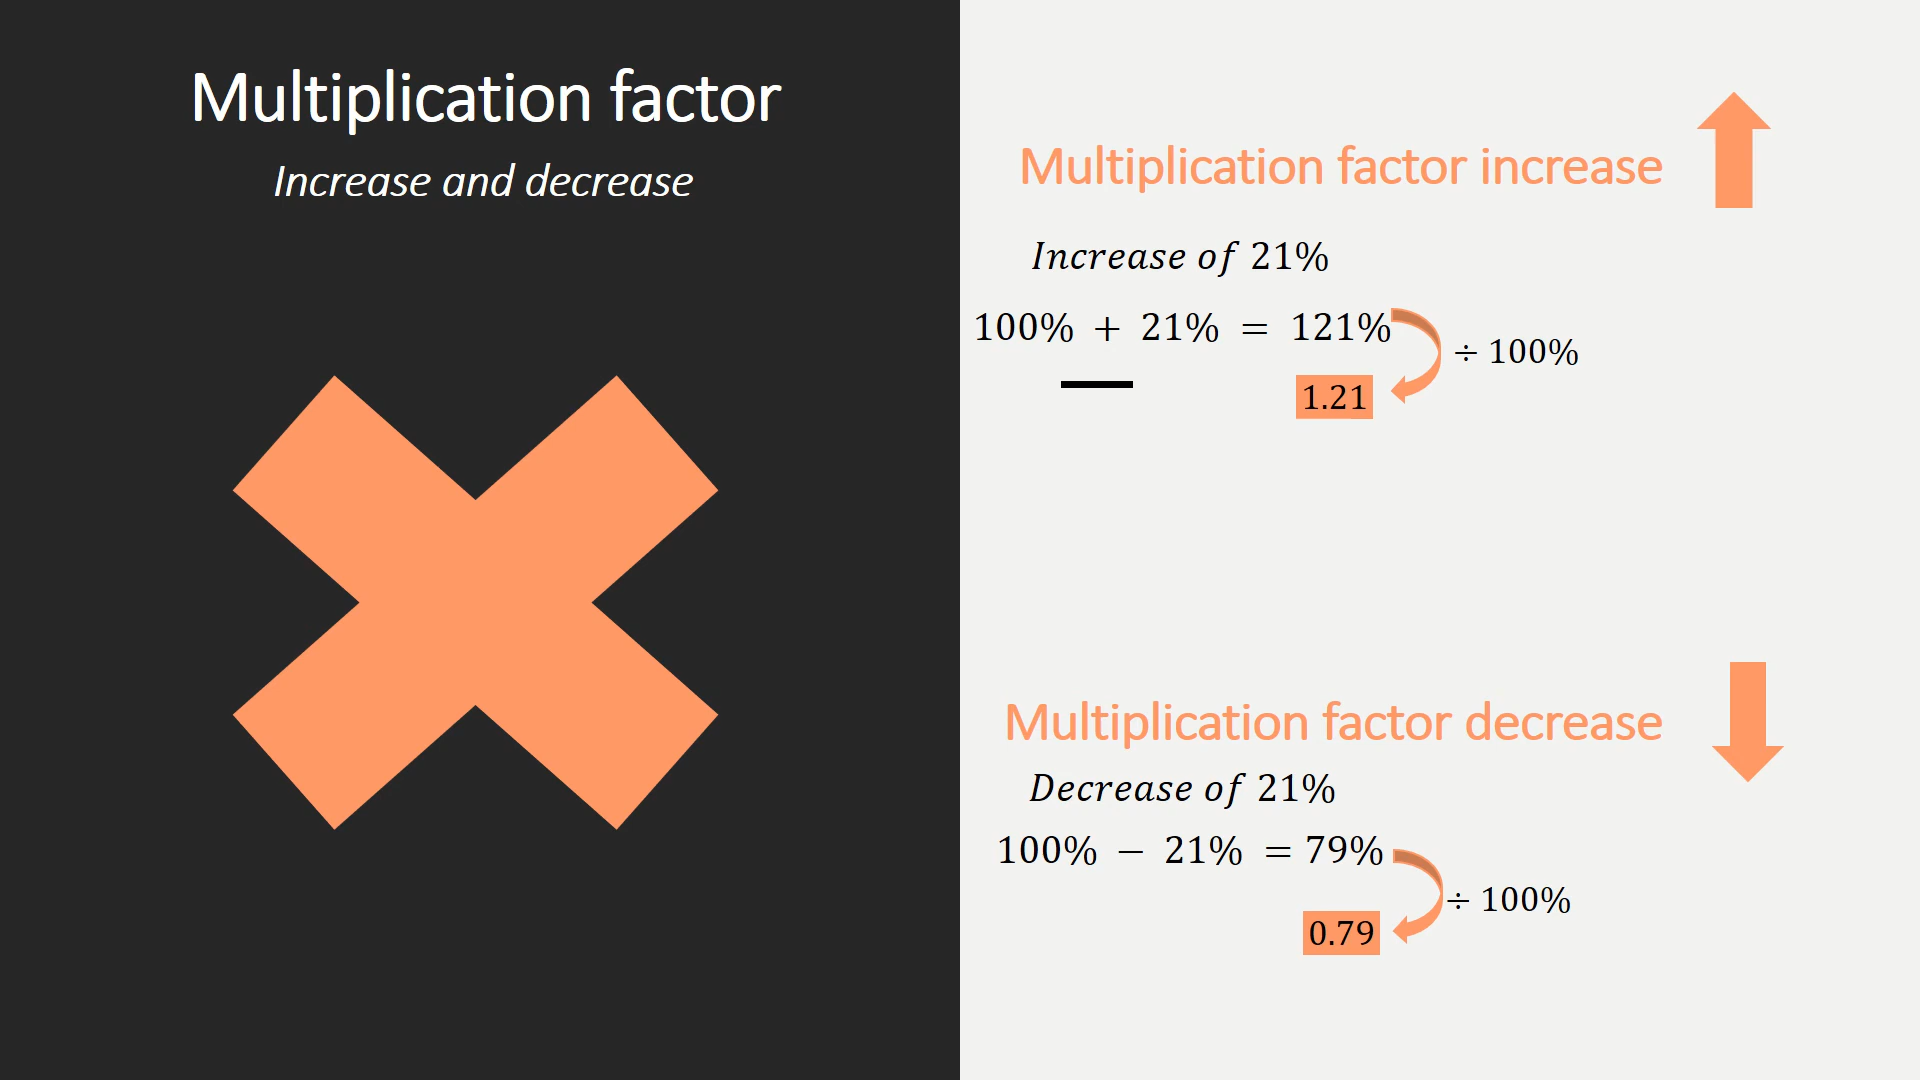 Multiplication factor
Increase and decrease
Multiplication factor increase
Increase of 21%
100% + 21% = 121%
÷ 100%
1.21
Multiplication factor decrease
Decrease of 21%
100% − 21% = 79%
÷ 100%
0.79